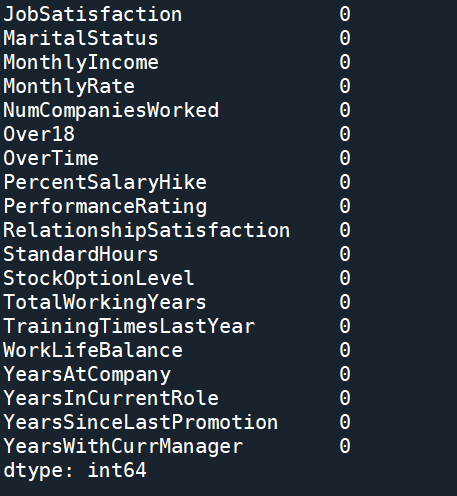 JobSatisfaction 0
MaritalStatus 0
MonthlyIncome 0
MonthlyRate 0
NumCompaniesWorked 0
Over18 0
OverTime 0
PercentSalaryHike 0
PerformanceRating 0
RelationshipSatisfaction 0
StandardHours 0
StockOptionLevel 0
TotalWorkingYears 0
TrainingTimesLastYear 0
WorkLifeBalance 0
YearsAtCompany 0
YearsInCurrentRole 0
YearsSinceLastPromotion 0
YearsWithCurrManager 0
dtype: int64